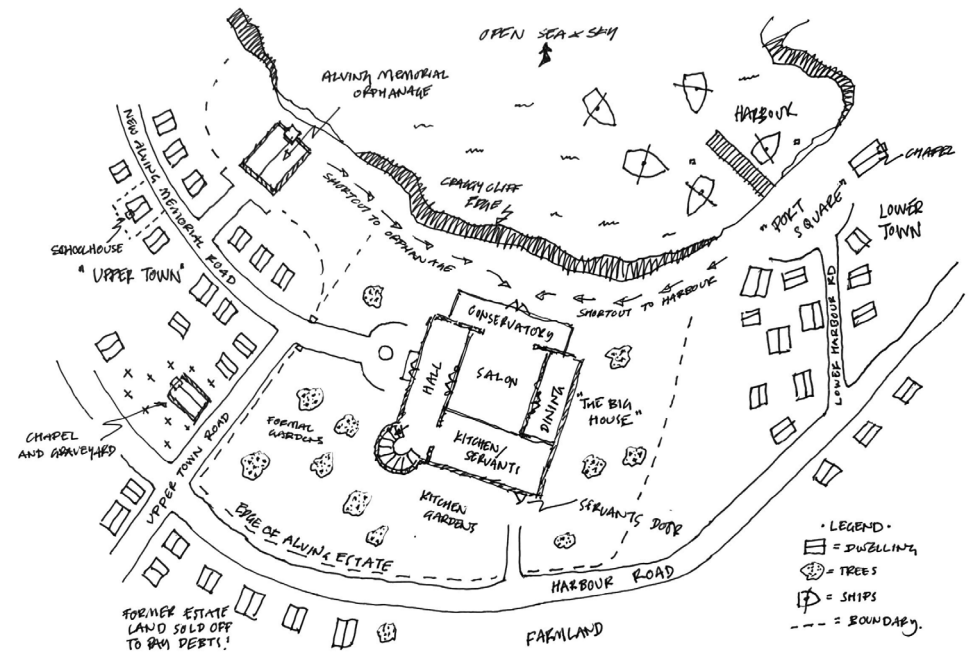 OPEN SEA & SKY
ALVING MEMORIAL
ORPHANAGE
HARBOUR
CHAPEL
NEW ALVING MEMORIAL ROAD
SHORTCUT TO ORPHANAGE
CRAGGY CLIFF
EDGE
"PORT
SQUARE"
LOWER
TOWN
SCHOOLHOUSE
"UPPER TOWN"
SHORTCUT TO HARBOUR
LOWER HARBOUR RD
CONSERVATORY
HALL
SALON
DINING
"THE BIG
HOUSE"
FORMAL
GARDENS
KITCHEN/
SERVANTS
CHAPEL
AND GRAVEYARD
UPPER TOWN ROAD
KITCHEN
GARDENS
SERVANTS DOOR
EDGE OF ALVING ESTATE
HARBOUR ROAD
FORMER ESTATE
LAND SOLD OFF
TO PAY DEBTS!
FARMLAND
· LEGEND ·
= DWELLING
= TREES
= SHIPS
= BOUNDARY.